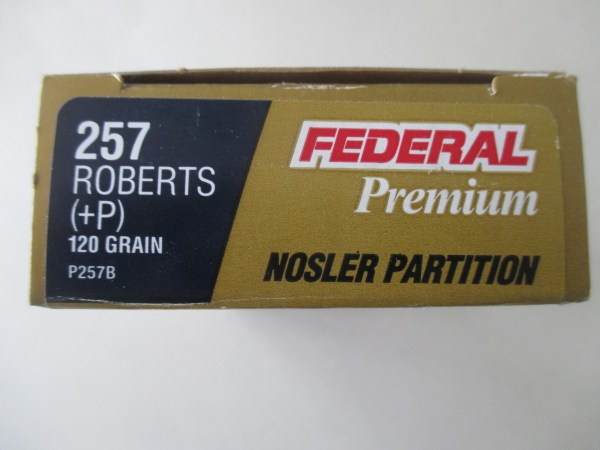 257
ROBERTS
(+P)
120 GRAIN
P257B
FEDERAL
Premium
NOSLER PARTITION